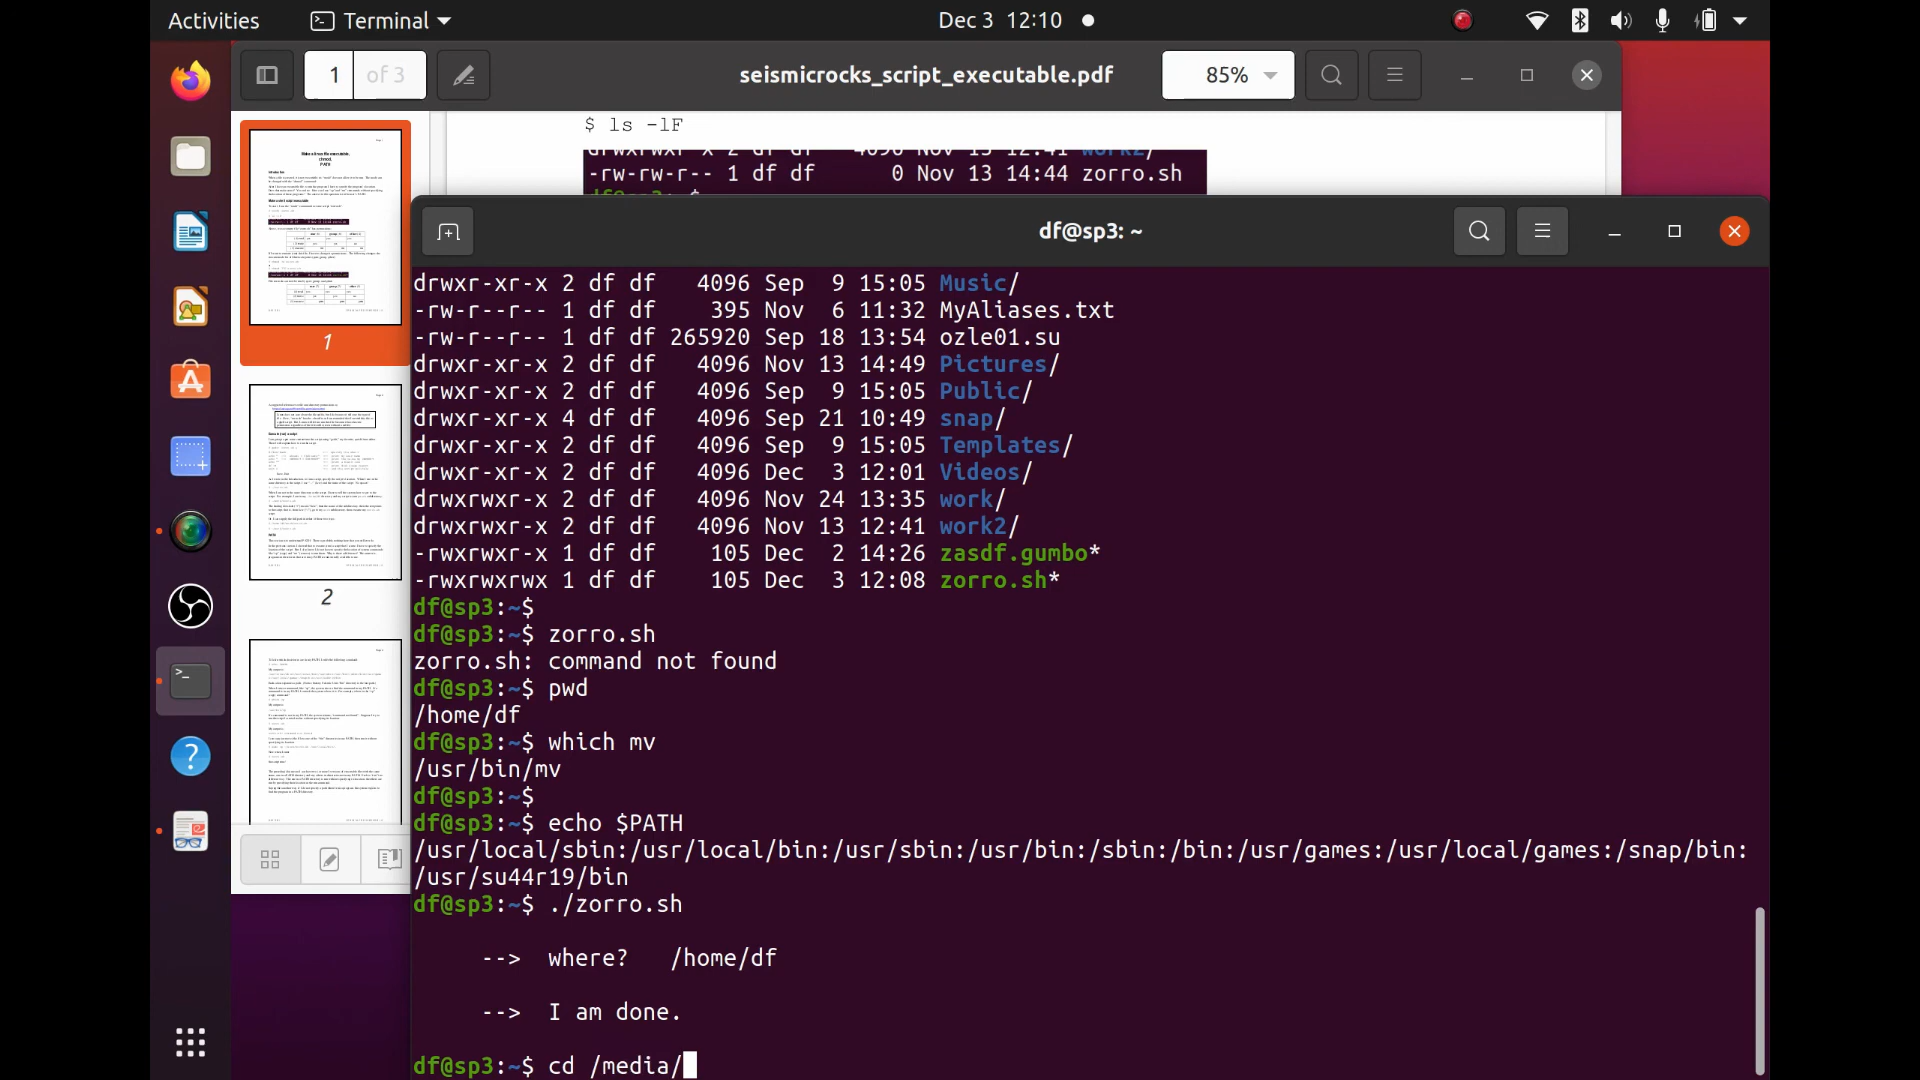 Activities Terminal Dec 3 12:10
1 of 3 seismicrocks_script_executable.pdf 85%
$ ls -lF
-rw-rw-r-- 1 df df 0 Nov 13 14:44 zorro.sh
df@sp3: ~
drwxr-xr-x 2 df df 4096 Sep 9 15:05 Music/
-rw-r--r-- 1 df df 395 Nov 6 11:32 MyAliases.txt
-rw-r--r-- 1 df df 265920 Sep 18 13:54 ozle01.su
drwxr-xr-x 2 df df 4096 Nov 13 14:49 Pictures/
drwxr-xr-x 2 df df 4096 Sep 9 15:05 Public/
drwxr-xr-x 4 df df 4096 Sep 21 10:49 snap/
drwxr-xr-x 2 df df 4096 Sep 9 15:05 Templates/
drwxr-xr-x 2 df df 4096 Dec 3 12:01 Videos/
drwxrwxr-x 2 df df 4096 Nov 24 13:35 work/
drwxrwxr-x 2 df df 4096 Nov 13 12:41 work2/
-rwxrwxr-x 1 df df 105 Dec 2 14:26 zasdf.gumbo*
-rwxrwxrwx 1 df df 105 Dec 3 12:08 zorro.sh*
df@sp3:~$
df@sp3:~$ zorro.sh
zorro.sh: command not found
df@sp3:~$ pwd
/home/df
df@sp3:~$ which mv
/usr/bin/mv
df@sp3:~$
df@sp3:~$ echo $PATH
/usr/local/sbin:/usr/local/bin:/usr/sbin:/usr/bin:/sbin:/bin:/usr/games:/usr/local/games:/snap/bin:
/usr/su44r19/bin
df@sp3:~$ ./zorro.sh
--> where? /home/df
--> I am done.
df@sp3:~$ cd /media/
1
2